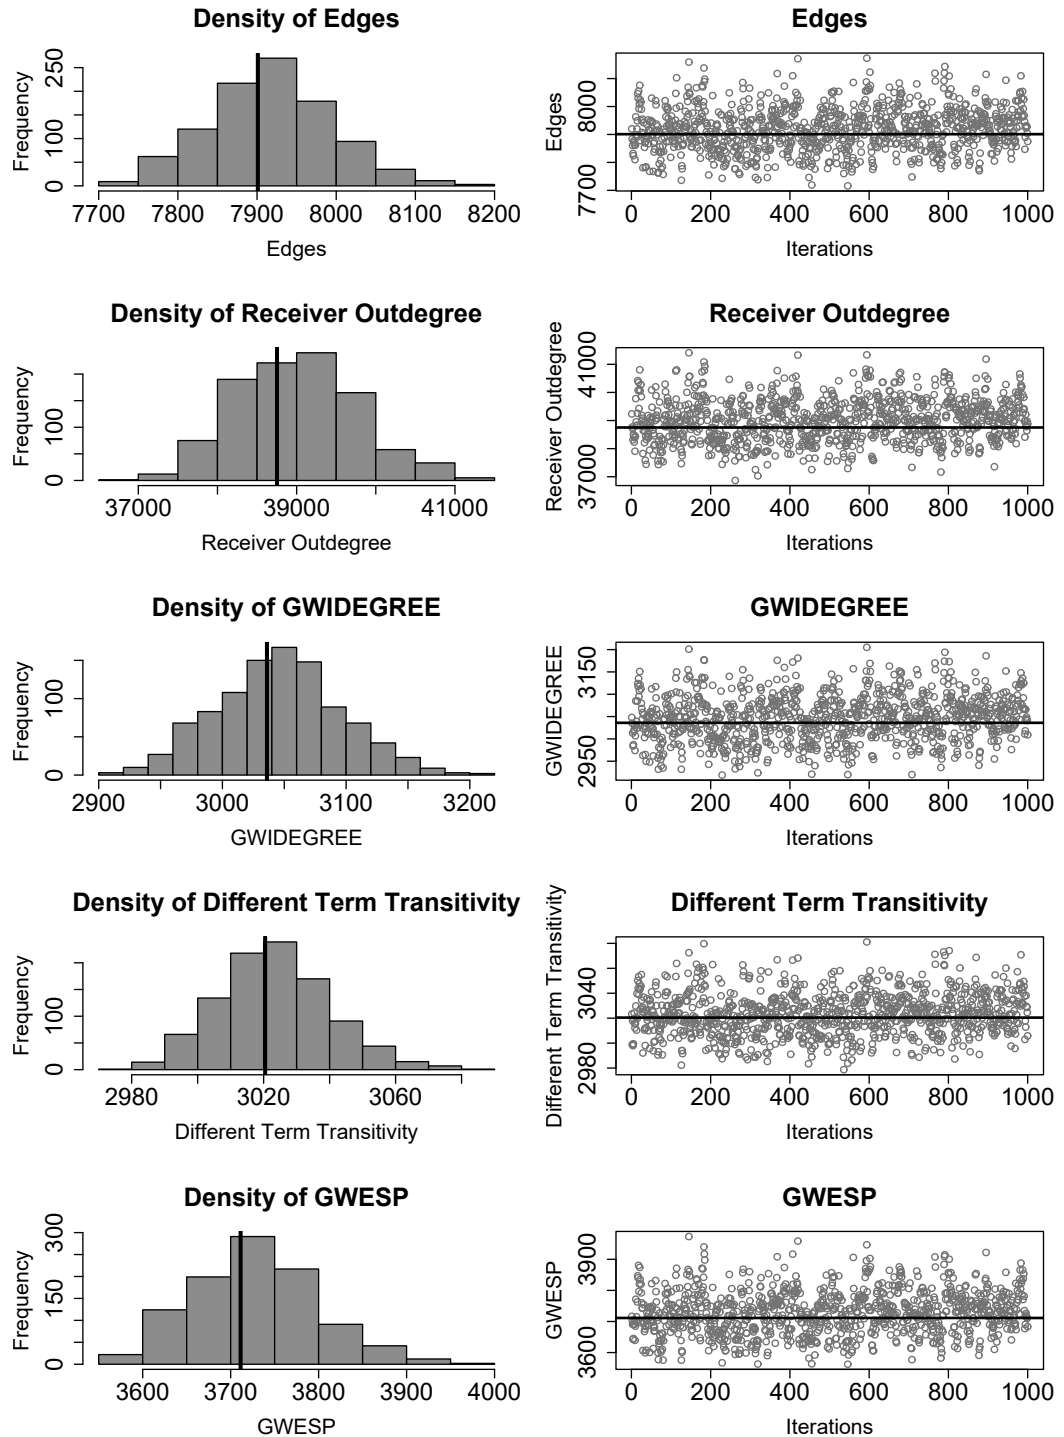 Density of Edges
Frequency
0 100 250
7700 7800 7900 8000 8100 8200
Edges
Edges
Edges
7700 8000
0 200 400 600 800 1000
Iterations
Density of Receiver Outdegree
Frequency
0 100
37000 39000 41000
Receiver Outdegree
Receiver Outdegree
Receiver Outdegree
37000 41000
0 200 400 600 800 1000
Iterations
Density of GWIDEGREE
Frequency
0 100
2900 3000 3100 3200
GWIDEGREE
GWIDEGREE
GWIDEGREE
2950 3150
0 200 400 600 800 1000
Iterations
Density of Different Term Transitivity
Frequency
0 100
2980 3020 3060
Different Term Transitivity
Different Term Transitivity
Different Term Transitivity
2980 3040
0 200 400 600 800 1000
Iterations
Density of GWESP
Frequency
0 150 300
3600 3700 3800 3900 4000
GWESP
GWESP
GWESP
3600 3900
0 200 400 600 800 1000
Iterations